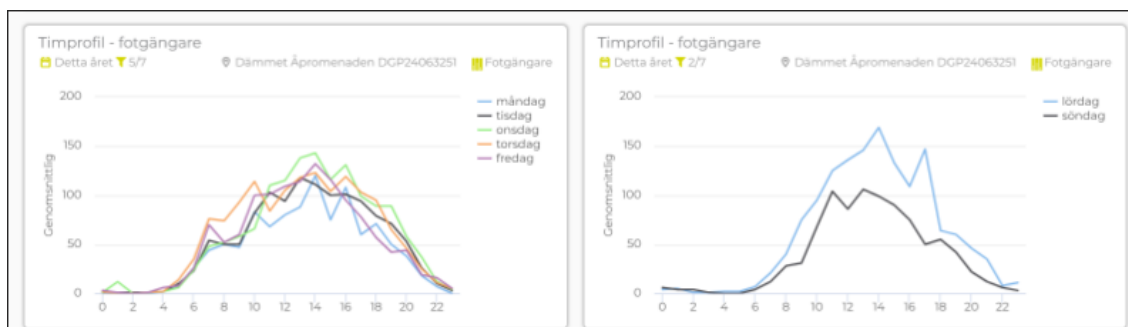 Timprofil - fotgängare
Detta året 5/7 Dämmet Åpromenaden DGP24063251 Fotgängare
200
150
100
50
0
Genomsnittlig
0 2 4 6 8 10 12 14 16 18 20 22
måndag
tisdag
onsdag
torsdag
fredag
Timprofil - fotgängare
Detta året 2/7 Dämmet Åpromenaden DGP24063251 Fotgängare
200
150
100
50
0
Genomsnittlig
0 2 4 6 8 10 12 14 16 18 20 22
lördag
söndag